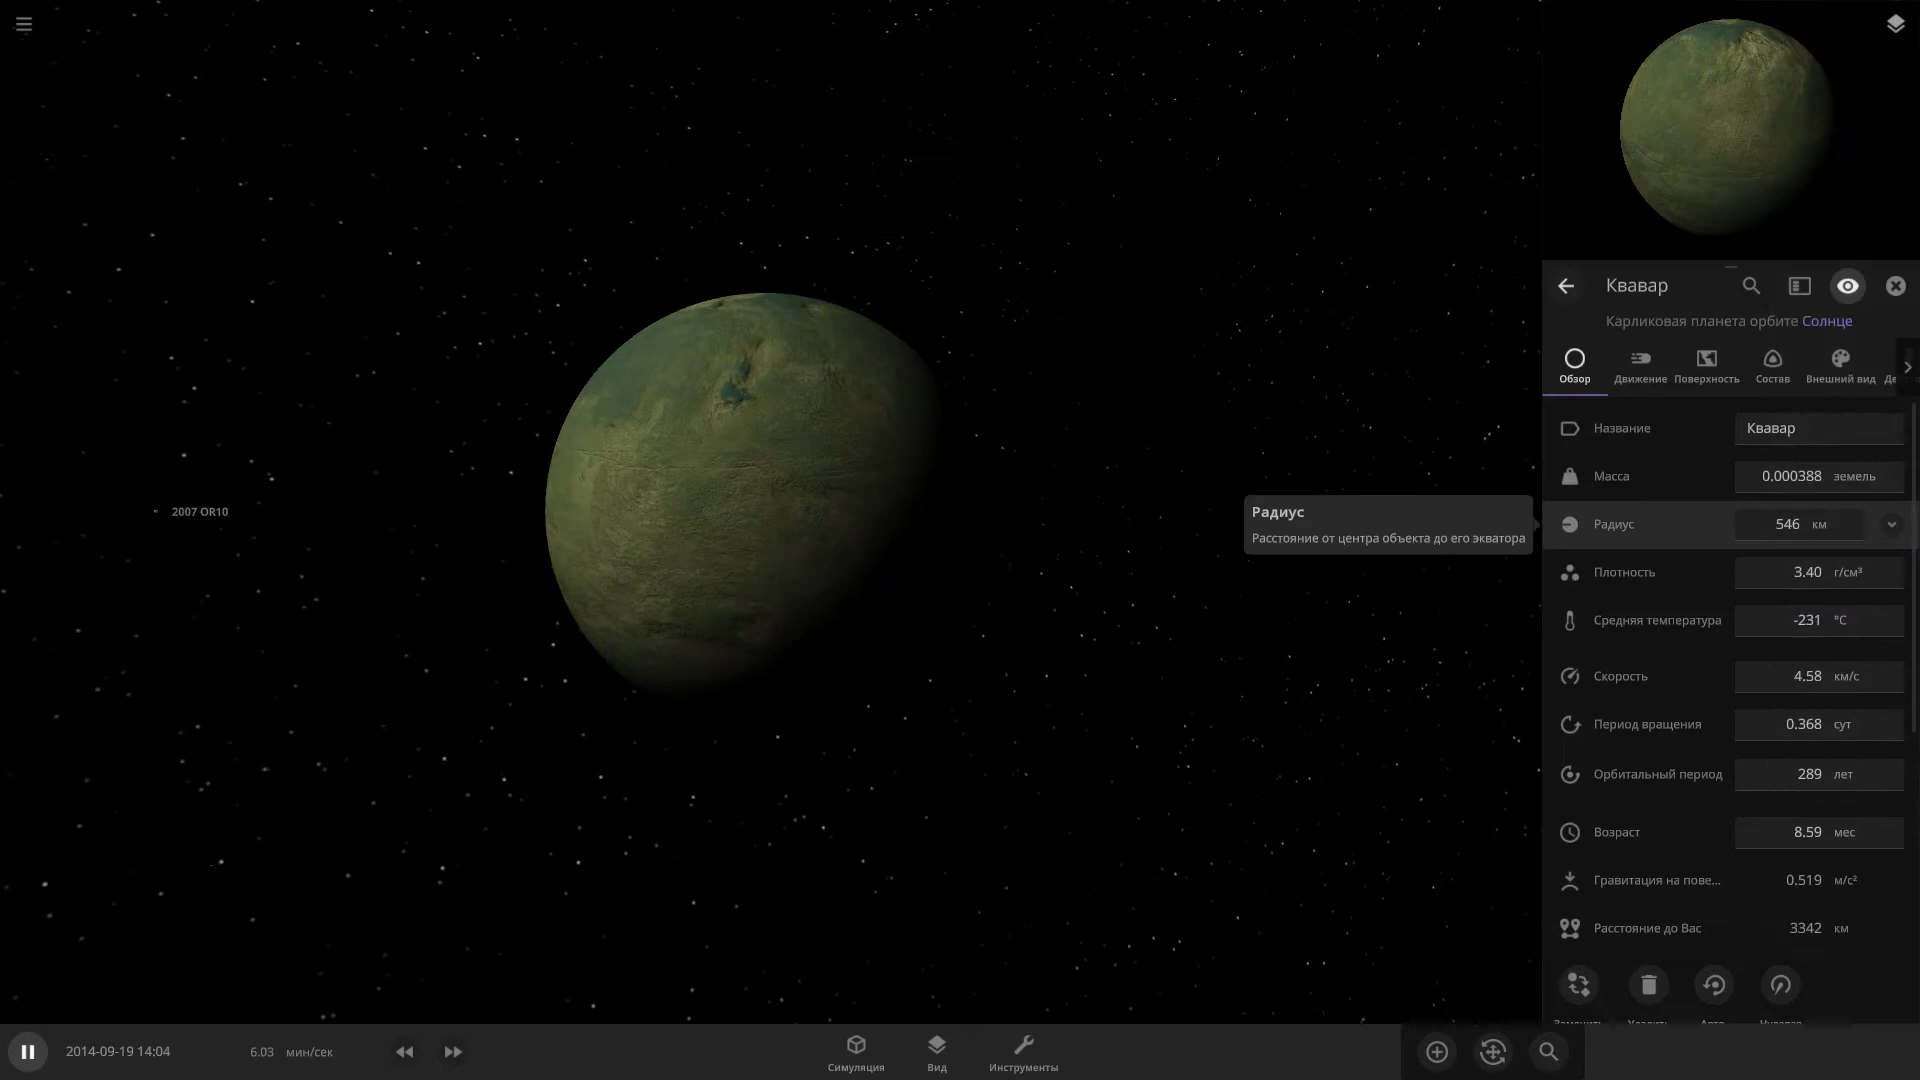 Квавар
Карликовая планета орбите Солнце
Обзор
Движение
Поверхность
Состав
Внешний вид
Название
Квавар
Масса
0.000388 земель
Радиус
546 км
Радиус
Расстояние от центра объекта до его экватора
2007 OR10
Плотность
3.40 г/см³
Средняя температура
-231 °C
Скорость
4.58 км/с
Период вращения
0.368 сут
Орбитальный период
289 лет
Возраст
8.59 мес
Гравитация на пове...
0.519 м/с²
Расстояние до Вас
3342 км
2014-09-19 14:04
6.03 мин/сек
Симуляция
Вид
Инструменты